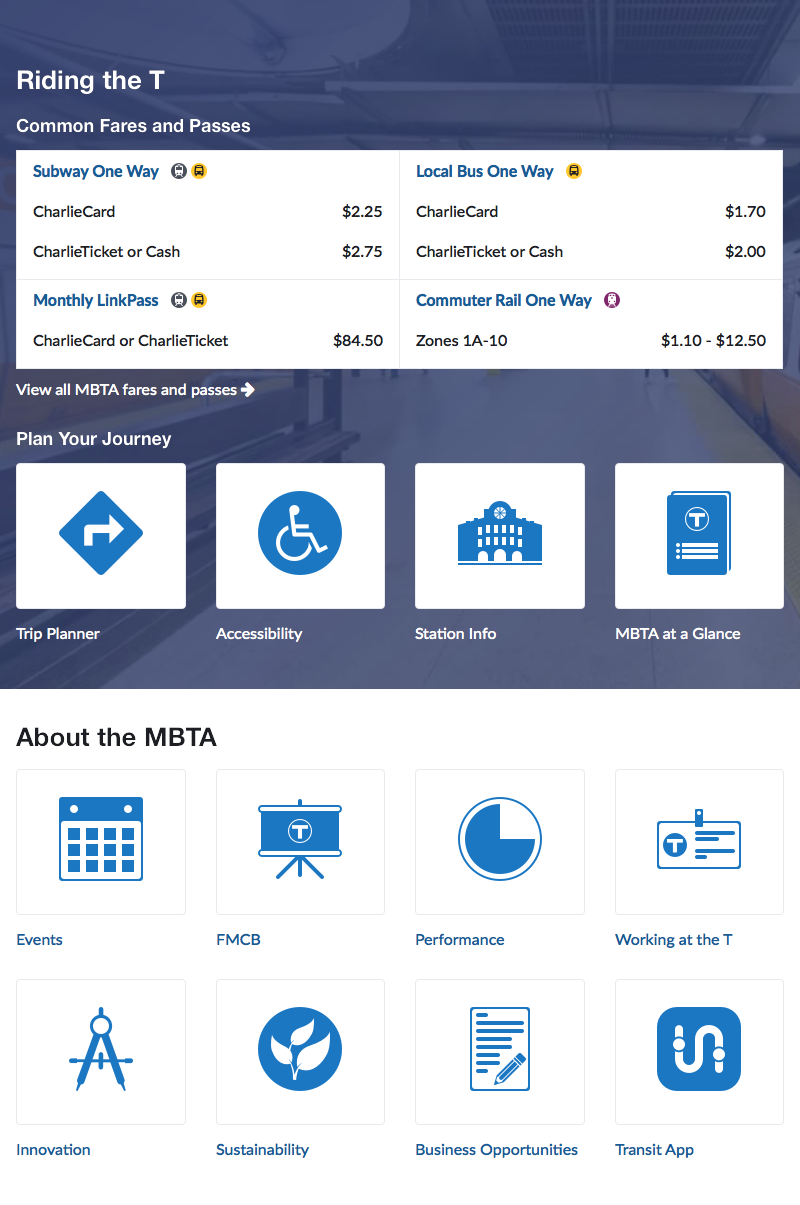 Riding the T
Common Fares and Passes
Subway One Way
CharlieCard $2.25
CharlieTicket or Cash $2.75
Local Bus One Way
CharlieCard $1.70
CharlieTicket or Cash $2.00
Monthly LinkPass
CharlieCard or CharlieTicket $84.50
Commuter Rail One Way
Zones 1A-10 $1.10 - $12.50
View all MBTA fares and passes
Plan Your Journey
T
Trip Planner
Accessibility
Station Info
MBTA at a Glance
About the MBTA
T
T
Events
FMCB
Performance
Working at the T
Innovation
Sustainability
Business Opportunities
Transit App